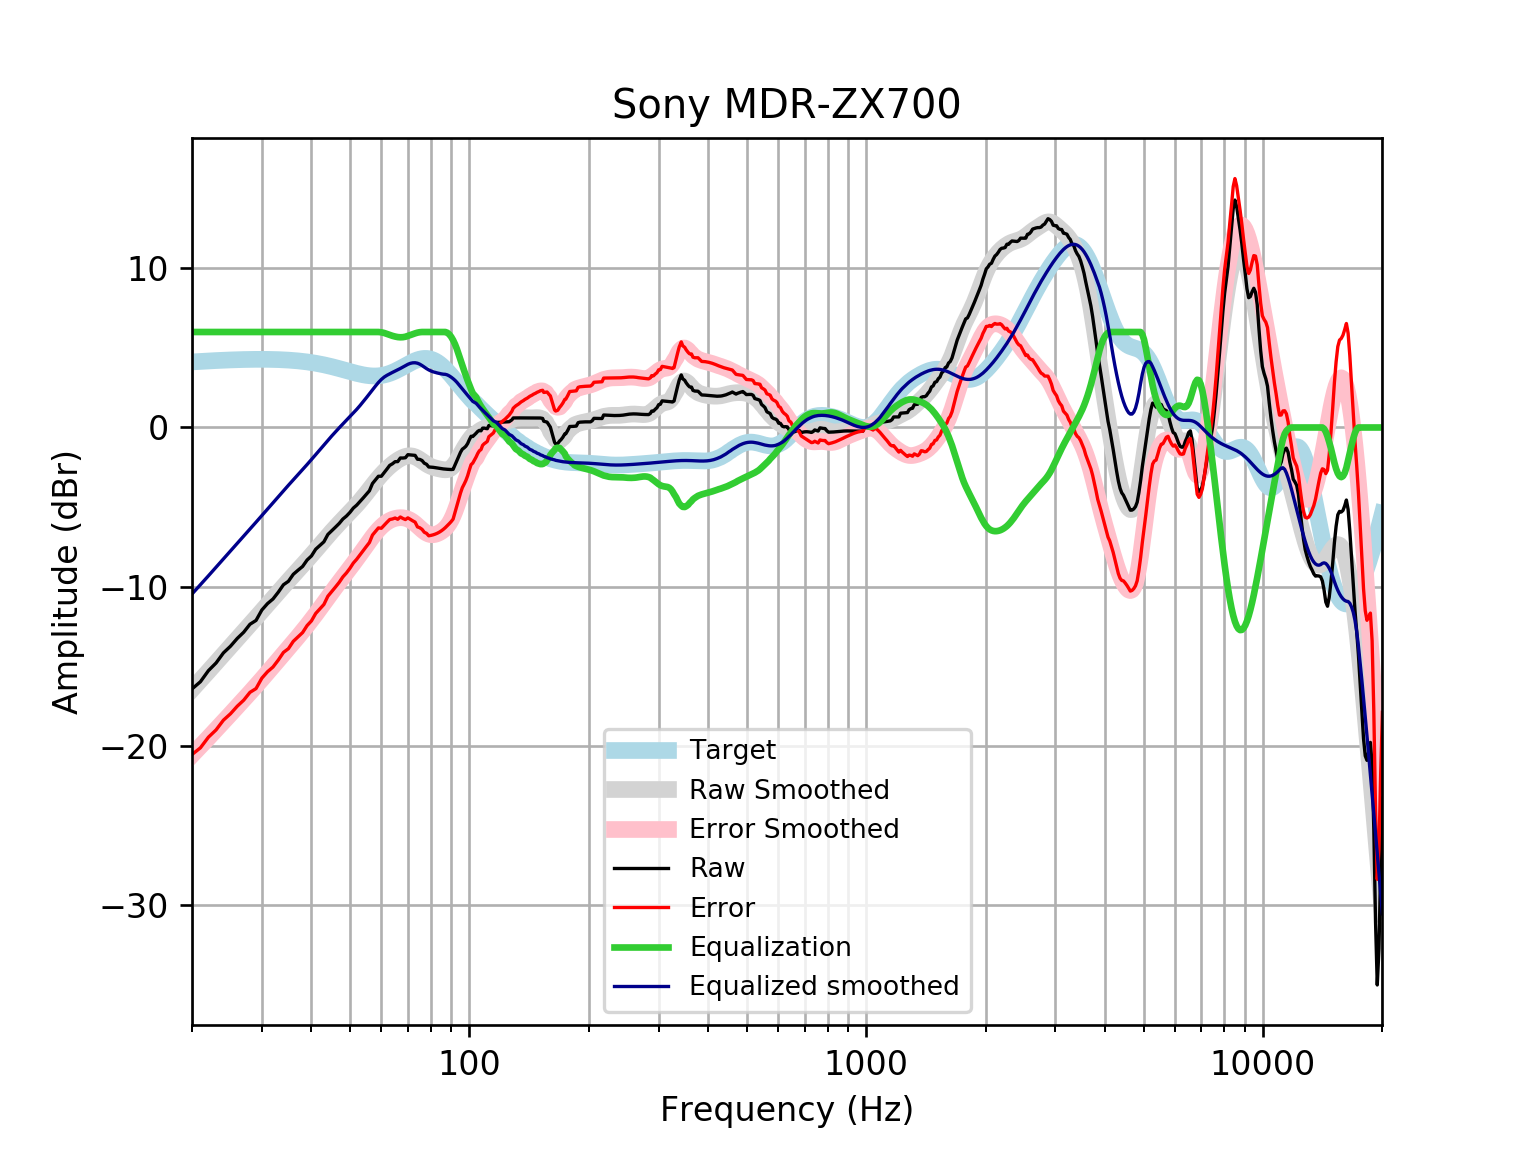 Sony MDR-ZX700
Amplitude (dBr)
10
0
−10
−20
−30
Target
Raw Smoothed
Error Smoothed
Raw
Error
Equalization
Equalized smoothed
100
1000
10000
Frequency (Hz)